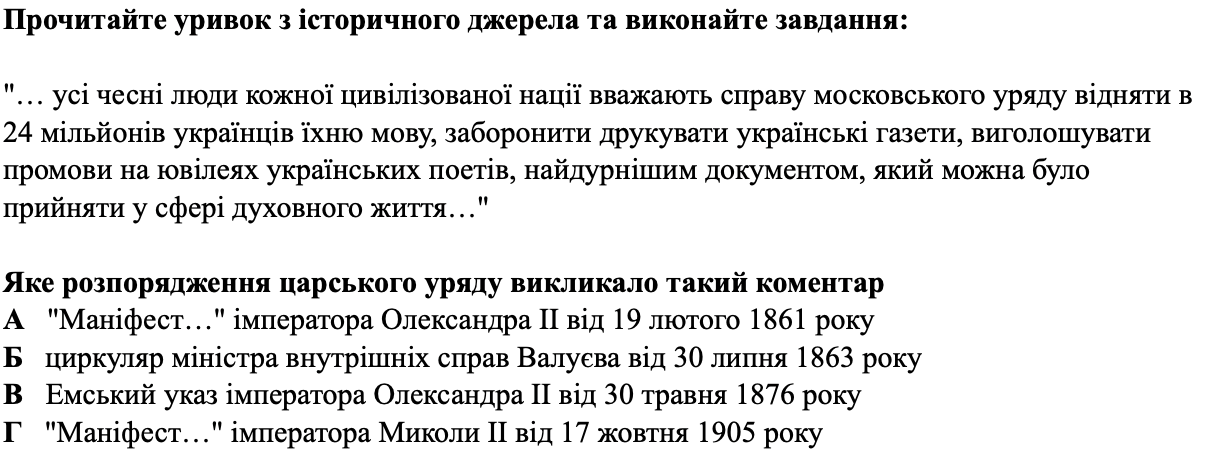 Прочитайте уривок з історичного джерела та виконайте завдання:
"… усі чесні люди кожної цивілізованої нації вважають справу московського уряду відняти в
24 мільйонів українців їхню мову, заборонити друкувати українські газети, виголошувати
промови на ювілеях українських поетів, найдурнішим документом, який можна було
прийняти у сфері духовного життя…"
Яке розпорядження царського уряду викликало такий коментар
А "Маніфест…" імператора Олександра ІІ від 19 лютого 1861 року
Б циркуляр міністра внутрішніх справ Валуєва від 30 липня 1863 року
В Емський указ імператора Олександра ІІ від 30 травня 1876 року
Г "Маніфест…" імператора Миколи ІІ від 17 жовтня 1905 року